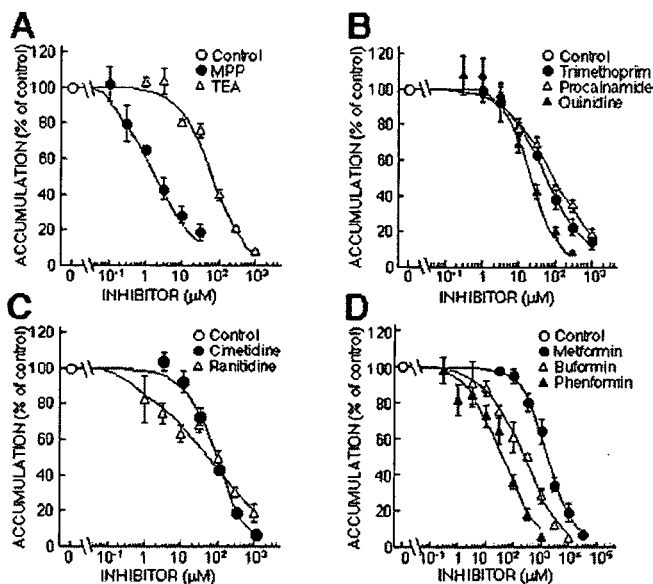 A
ACCUMULATION (% of control)
120
100
80
60
40
20
0
Control
MPP
TEA
0 10⁻¹ 1 10 10² 10³
INHIBITOR (µM)
B
ACCUMULATION (% of control)
120
100
80
60
40
20
0
Control
Trimethoprim
Procainamide
Quinidine
0 10⁻¹ 1 10 10² 10³
INHIBITOR (µM)
C
ACCUMULATION (% of control)
120
100
80
60
40
20
0
Control
Cimetidine
Ranitidine
0 10⁻¹ 1 10 10² 10³
INHIBITOR (µM)
D
ACCUMULATION (% of control)
120
100
80
60
40
20
0
Control
Metformin
Buformin
Phenformin
0 10⁻¹ 1 10 10² 10³ 10⁴ 10⁵
INHIBITOR (µM)